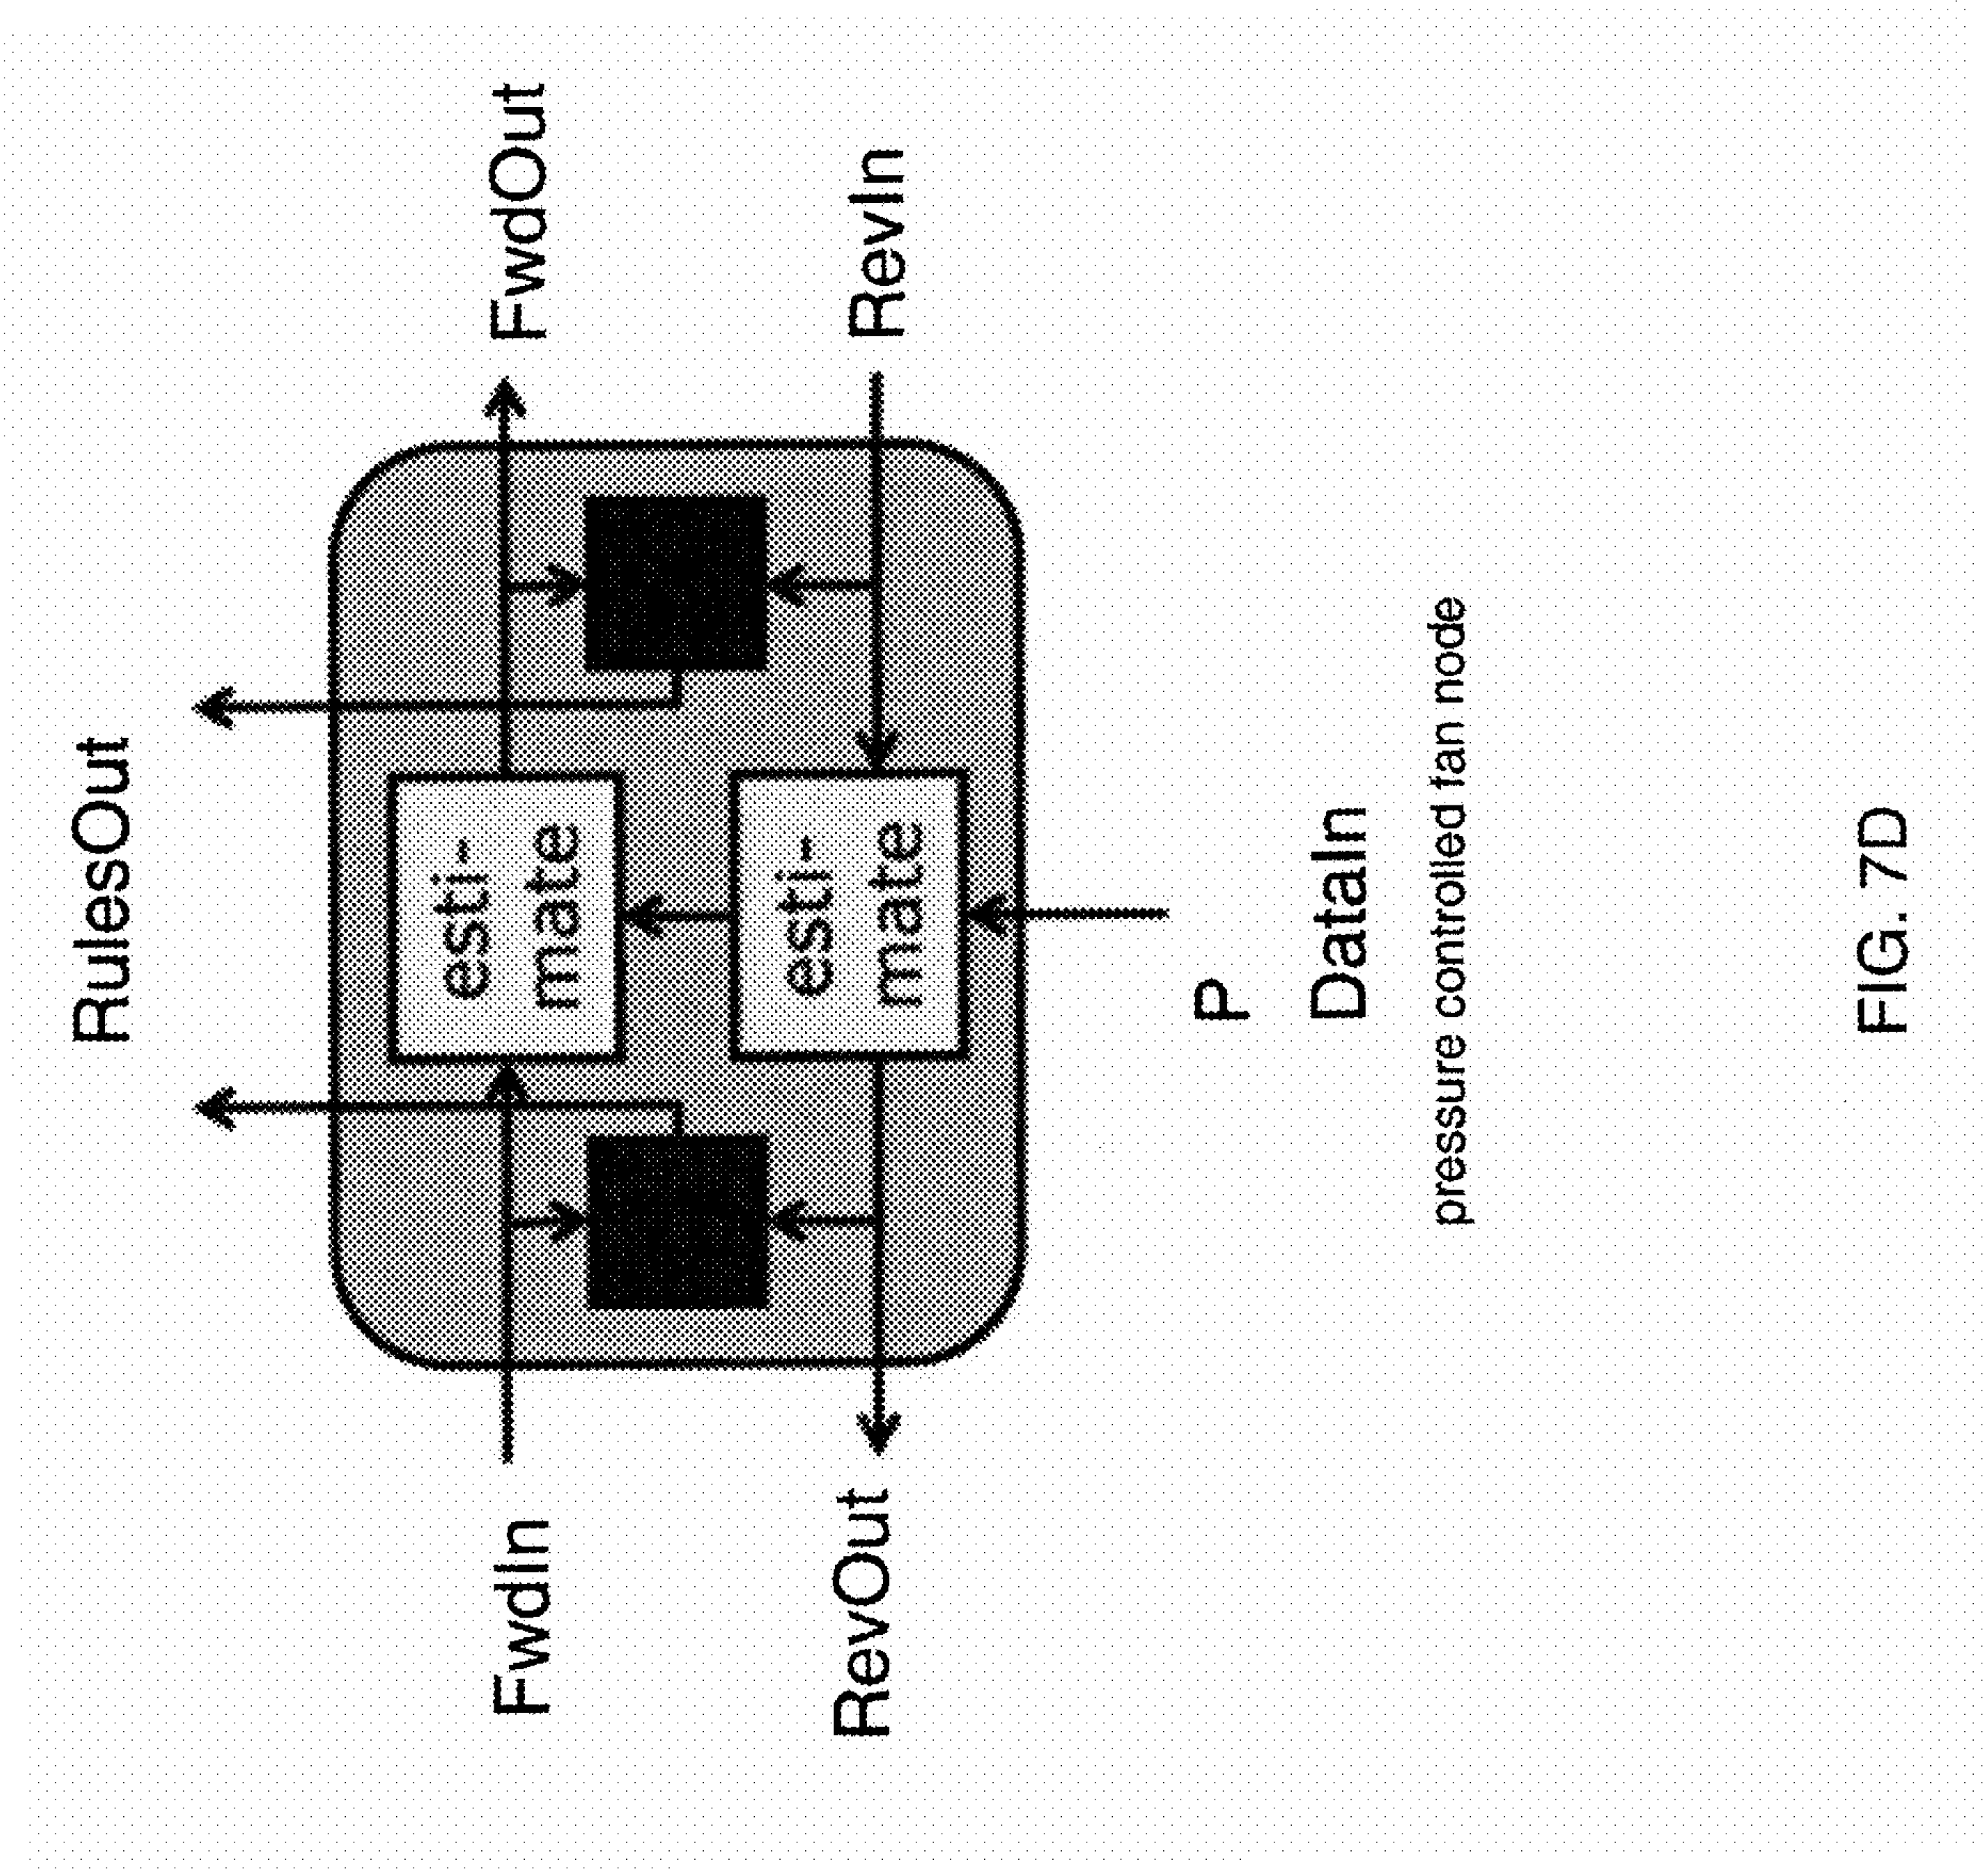 RulesOut
FwdIn
esti-
mate
FwdOut
RevOut
esti-
mate
RevIn
P
DataIn
pressure controlled fan node
FIG. 7D